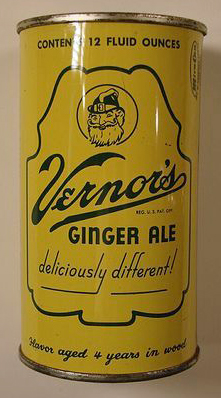 CONTENTS 12 FLUID OUNCES
Vernor's
REG. U.S. PAT. OFF.
GINGER ALE
deliciously different!
flavor aged 4 years in wood